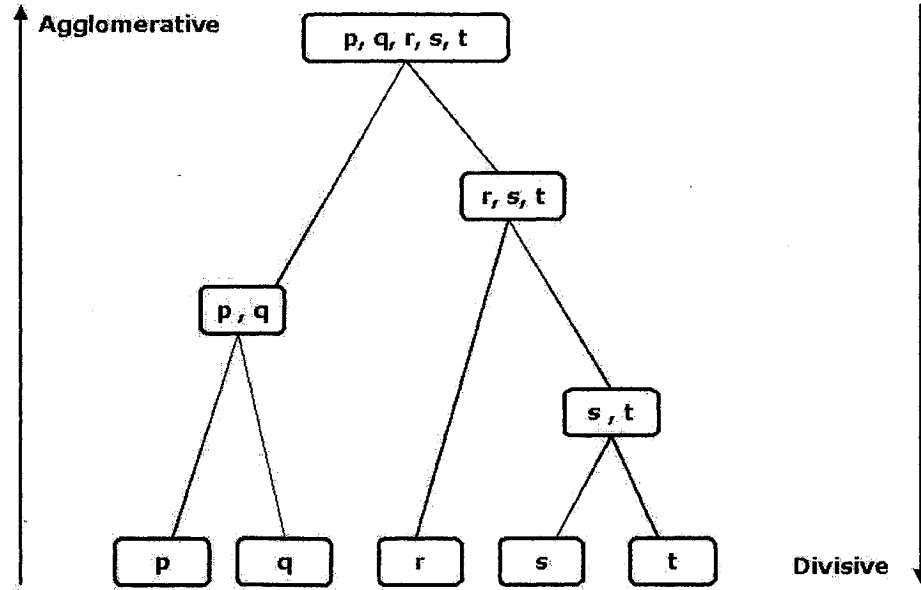 Agglomerative
p, q, r, s, t
r, s, t
p , q
s , t
p
q
r
s
t
Divisive